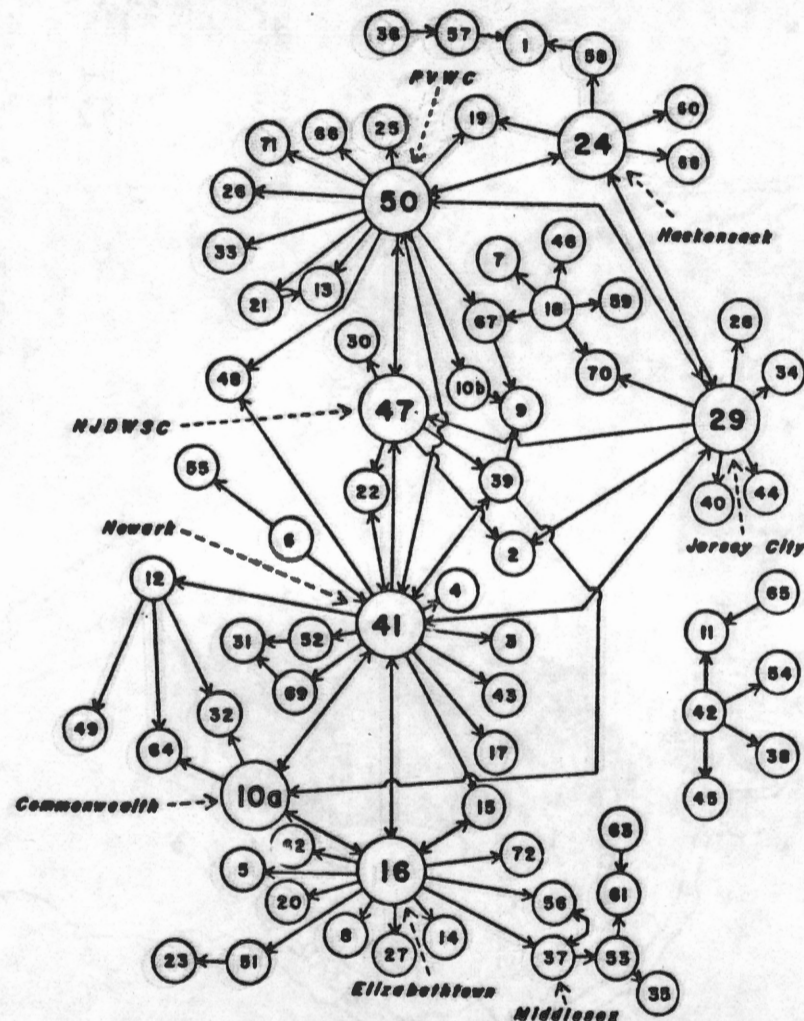 36 57 1 58
PVWC
19 60
24
68
71 66 25
50
26
Hackensack
33
7 46
21 13
67 18 59
28
30
48 70 34
10b 9
47 29
NJDWSC
55 22 39
40 44
Newark
6 2 Jersey City
12 4 65
41 11
31 52 3
69 43 54
49 32 42
64 17 38
10a
Commonwealth
15 45
62 63
16 72
5
20 56 61
8 14
27
23 51 37 53
Elizabethtown
35
Middlesex